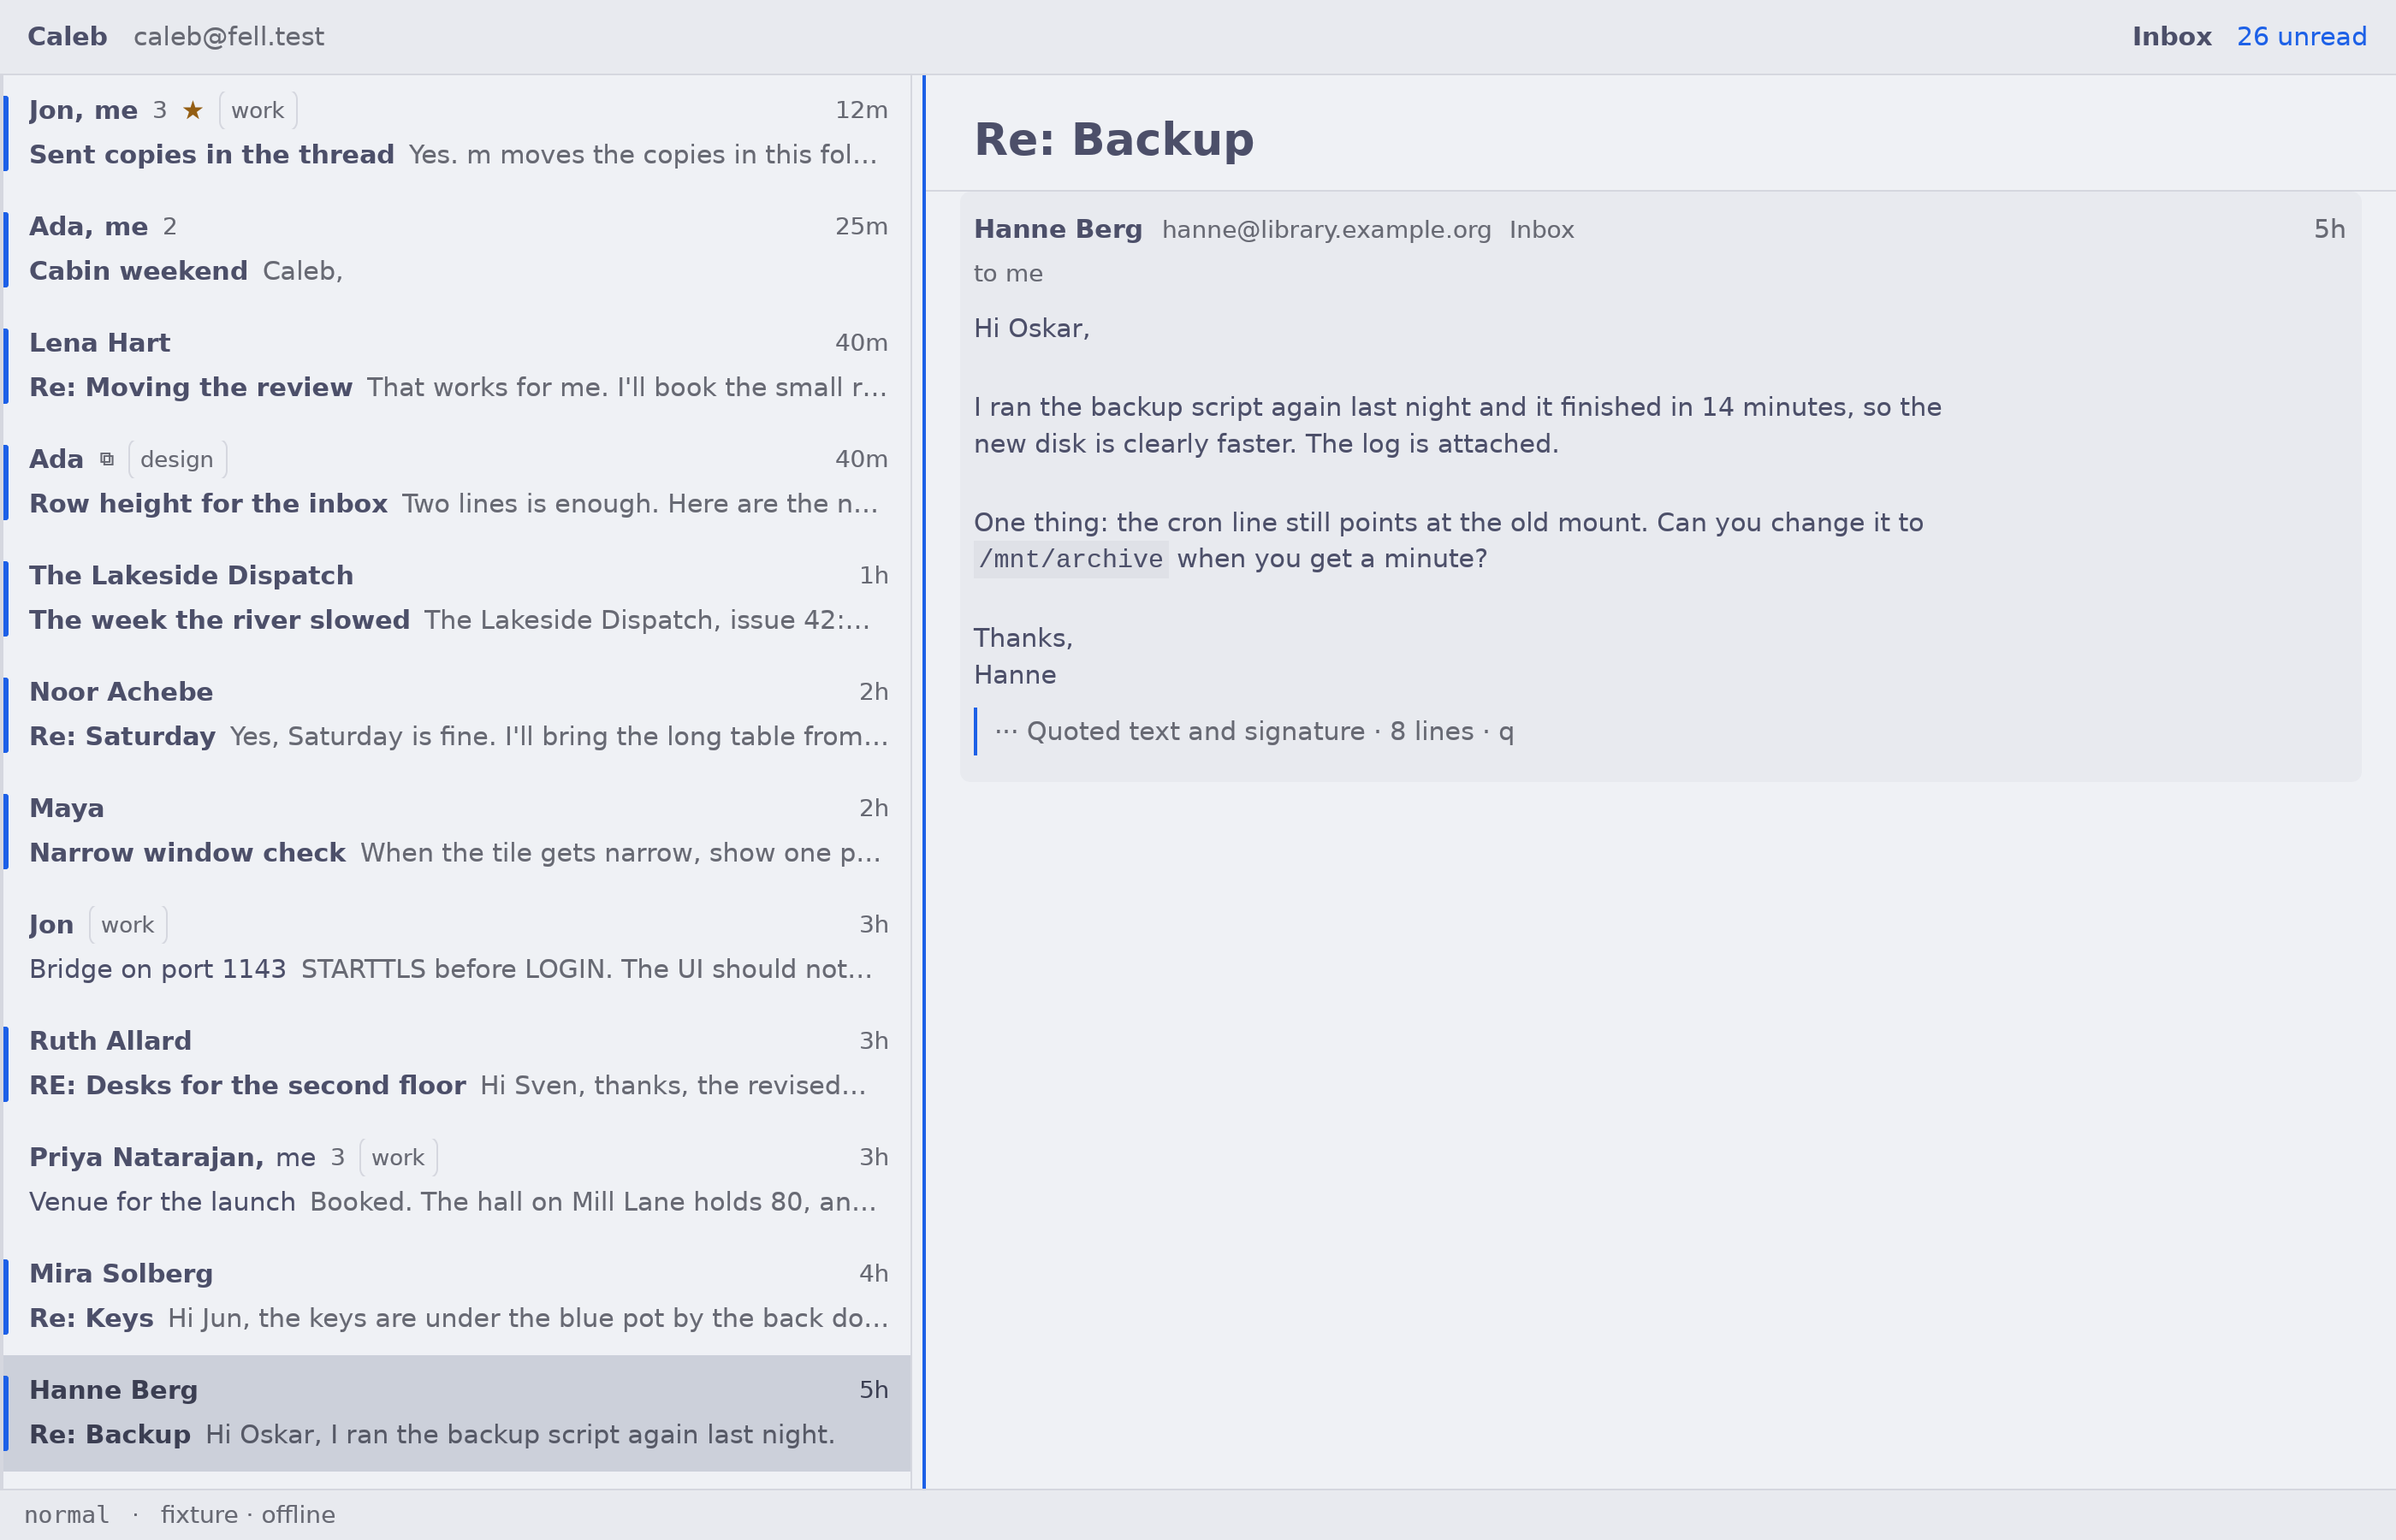 Caleb caleb@fell.test
Inbox 26 unread
Jon, me 3 ★ work 12m
Sent copies in the thread Yes. m moves the copies in this fol…
Ada, me 2 25m
Cabin weekend Caleb,
Lena Hart 40m
Re: Moving the review That works for me. I'll book the small r…
Ada ⧉ design 40m
Row height for the inbox Two lines is enough. Here are the n…
The Lakeside Dispatch 1h
The week the river slowed The Lakeside Dispatch, issue 42:…
Noor Achebe 2h
Re: Saturday Yes, Saturday is fine. I'll bring the long table from…
Maya 2h
Narrow window check When the tile gets narrow, show one p…
Jon work 3h
Bridge on port 1143 STARTTLS before LOGIN. The UI should not…
Ruth Allard 3h
RE: Desks for the second floor Hi Sven, thanks, the revised…
Priya Natarajan, me 3 work 3h
Venue for the launch Booked. The hall on Mill Lane holds 80, an…
Mira Solberg 4h
Re: Keys Hi Jun, the keys are under the blue pot by the back do…
Hanne Berg 5h
Re: Backup Hi Oskar, I ran the backup script again last night.
Re: Backup
Hanne Berg hanne@library.example.org Inbox 5h
to me
Hi Oskar,
I ran the backup script again last night and it finished in 14 minutes, so the
new disk is clearly faster. The log is attached.
One thing: the cron line still points at the old mount. Can you change it to
/mnt/archive when you get a minute?
Thanks,
Hanne
··· Quoted text and signature · 8 lines · q
normal · fixture · offline